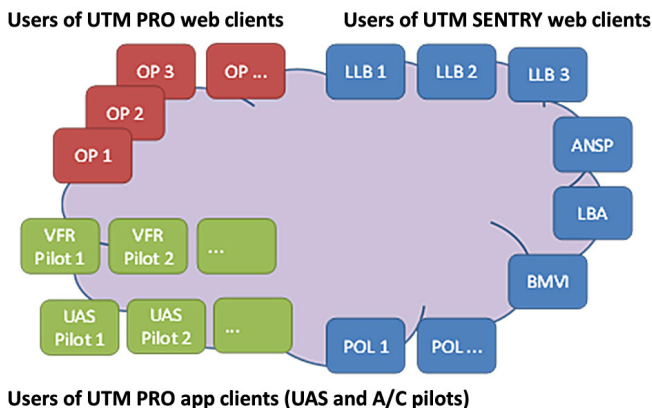 Users of UTM PRO web clients
Users of UTM SENTRY web clients
OP 3
OP ...
LLB 1
LLB 2
LLB 3
OP 2
OP 1
ANSP
LBA
VFR
Pilot 1
VFR
Pilot 2
...
BMVI
UAS
Pilot 1
UAS
Pilot 2
...
POL 1
POL ...
Users of UTM PRO app clients (UAS and A/C pilots)